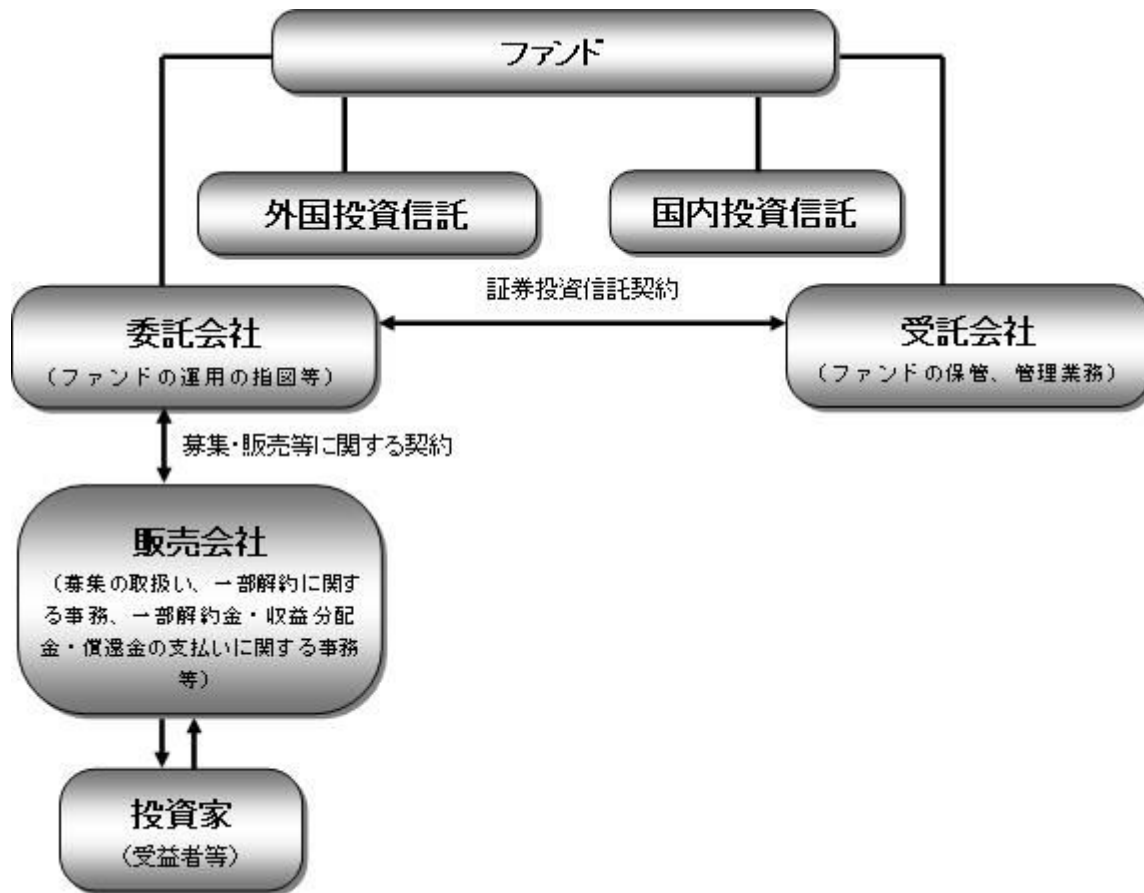 ファンド
外国投資信託
国内投資信託
証券投資信託契約
委託会社
（ファンドの運用の指図等）
受託会社
（ファンドの保管、管理業務）
募集・販売等に関する契約
販売会社
（募集の取扱い、一部解約に関す
る事務、一部解約金・収益分配
金・償還金の支払いに関する事務
等）
投資家
（受益者等）